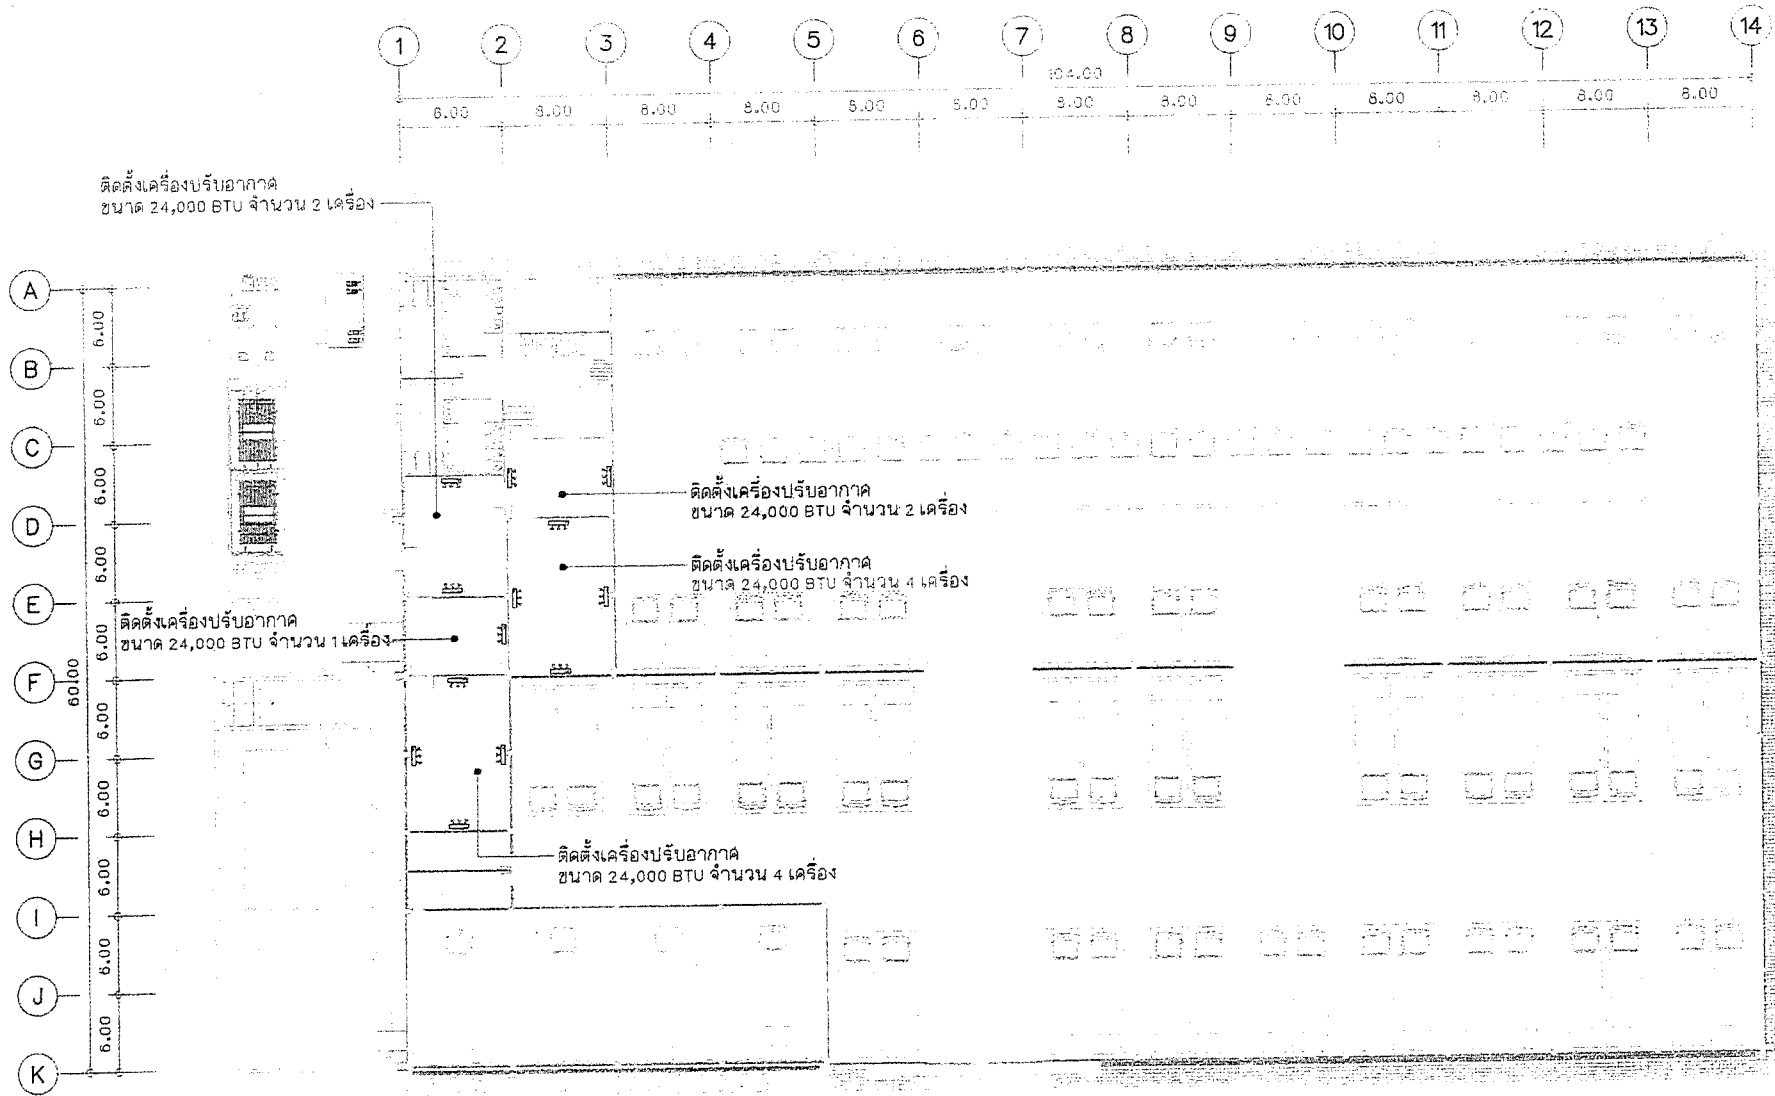 1 2 3 4 5 6 7 8 9 10 11 12 13 14
104.00
8.00 8.00 8.00 8.00 8.00 8.00 8.00 8.00 8.00 8.00 8.00 8.00 8.00
ติดตั้งเครื่องปรับอากาศ
ขนาด 24,000 BTU จำนวน 2 เครื่อง
A
6.00
B
6.00
C
6.00
ติดตั้งเครื่องปรับอากาศ
ขนาด 24,000 BTU จำนวน 2 เครื่อง
D
6.00
ติดตั้งเครื่องปรับอากาศ
ขนาด 24,000 BTU จำนวน 4 เครื่อง
E
ติดตั้งเครื่องปรับอากาศ
ขนาด 24,000 BTU จำนวน 1 เครื่อง
6.00
F
60.00
6.00
G
6.00
H
ติดตั้งเครื่องปรับอากาศ
ขนาด 24,000 BTU จำนวน 4 เครื่อง
6.00
I
6.00
J
6.00
K